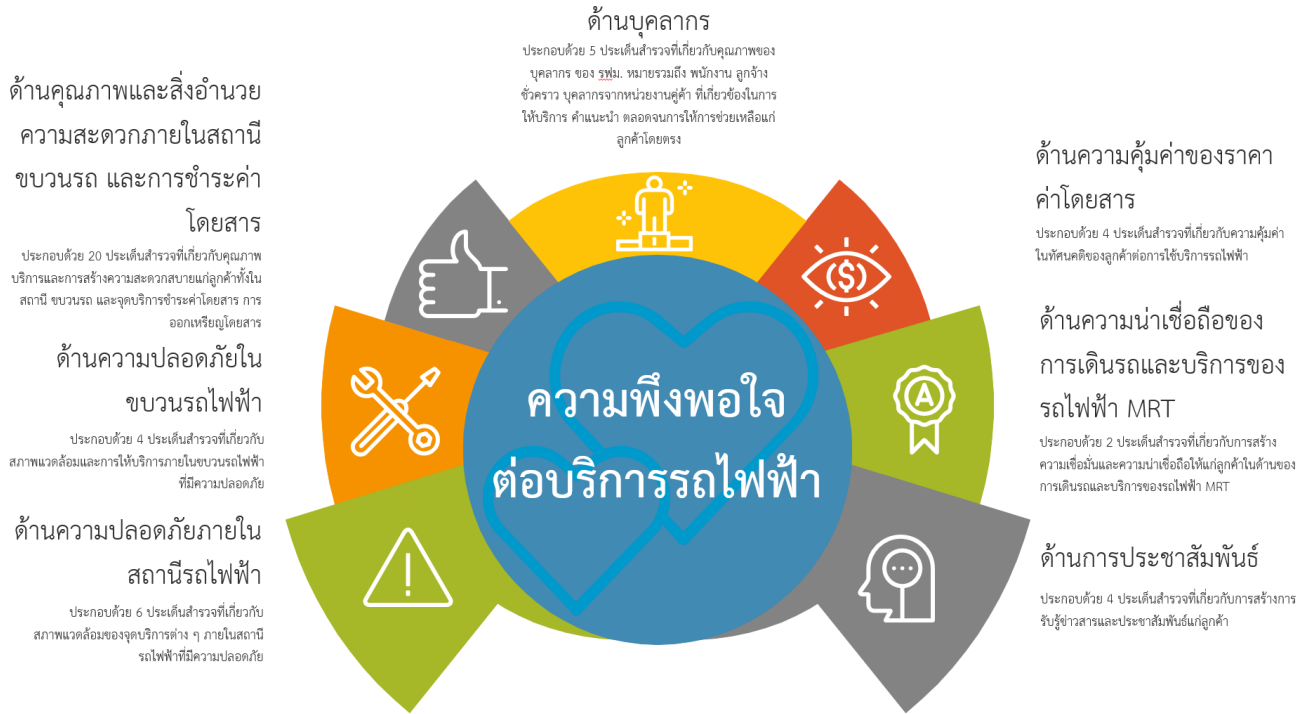 ด้านบุคลากร
ประกอบด้วย 5 ประเด็นสำรวจที่เกี่ยวกับคุณภาพของ
บุคลากร ของ รฟม. หมายรวมถึง พนักงาน ลูกจ้าง
ชั่วคราว บุคลากรจากหน่วยงานคู่ค้า ที่เกี่ยวข้องในการ
ให้บริการ คำแนะนำ ตลอดจนการให้การช่วยเหลือแก่
ลูกค้าโดยตรง
ด้านคุณภาพและสิ่งอำนวย
ความสะดวกภายในสถานี
ขบวนรถ และการชำระค่า
โดยสาร
ประกอบด้วย 20 ประเด็นสำรวจที่เกี่ยวกับคุณภาพ
บริการและการสร้างความสะดวกสบายแก่ลูกค้าทั้งใน
สถานี ขบวนรถ และจุดบริการชำระค่าโดยสาร การ
ออกเหรียญโดยสาร
ด้านความปลอดภัยใน
ขบวนรถไฟฟ้า
ประกอบด้วย 4 ประเด็นสำรวจที่เกี่ยวกับ
สภาพแวดล้อมและการให้บริการภายในขบวนรถไฟฟ้า
ที่มีความปลอดภัย
ด้านความปลอดภัยภายใน
สถานีรถไฟฟ้า
ประกอบด้วย 6 ประเด็นสำรวจที่เกี่ยวกับ
สภาพแวดล้อมของจุดบริการต่าง ๆ ภายในสถานี
รถไฟฟ้าที่มีความปลอดภัย
ความพึงพอใจ
ต่อบริการรถไฟฟ้า
($)
A
ด้านความคุ้มค่าของราคา
ค่าโดยสาร
ประกอบด้วย 4 ประเด็นสำรวจที่เกี่ยวกับความคุ้มค่า
ในทัศนคติของลูกค้าต่อการใช้บริการรถไฟฟ้า
ด้านความน่าเชื่อถือของ
การเดินรถและบริการของ
รถไฟฟ้า MRT
ประกอบด้วย 2 ประเด็นสำรวจที่เกี่ยวกับการสร้าง
ความเชื่อมั่นและความน่าเชื่อถือให้แก่ลูกค้าในด้านของ
การเดินรถและบริการของรถไฟฟ้า MRT
ด้านการประชาสัมพันธ์
ประกอบด้วย 4 ประเด็นสำรวจที่เกี่ยวกับการสร้างการ
รับรู้ข่าวสารและประชาสัมพันธ์แก่ลูกค้า